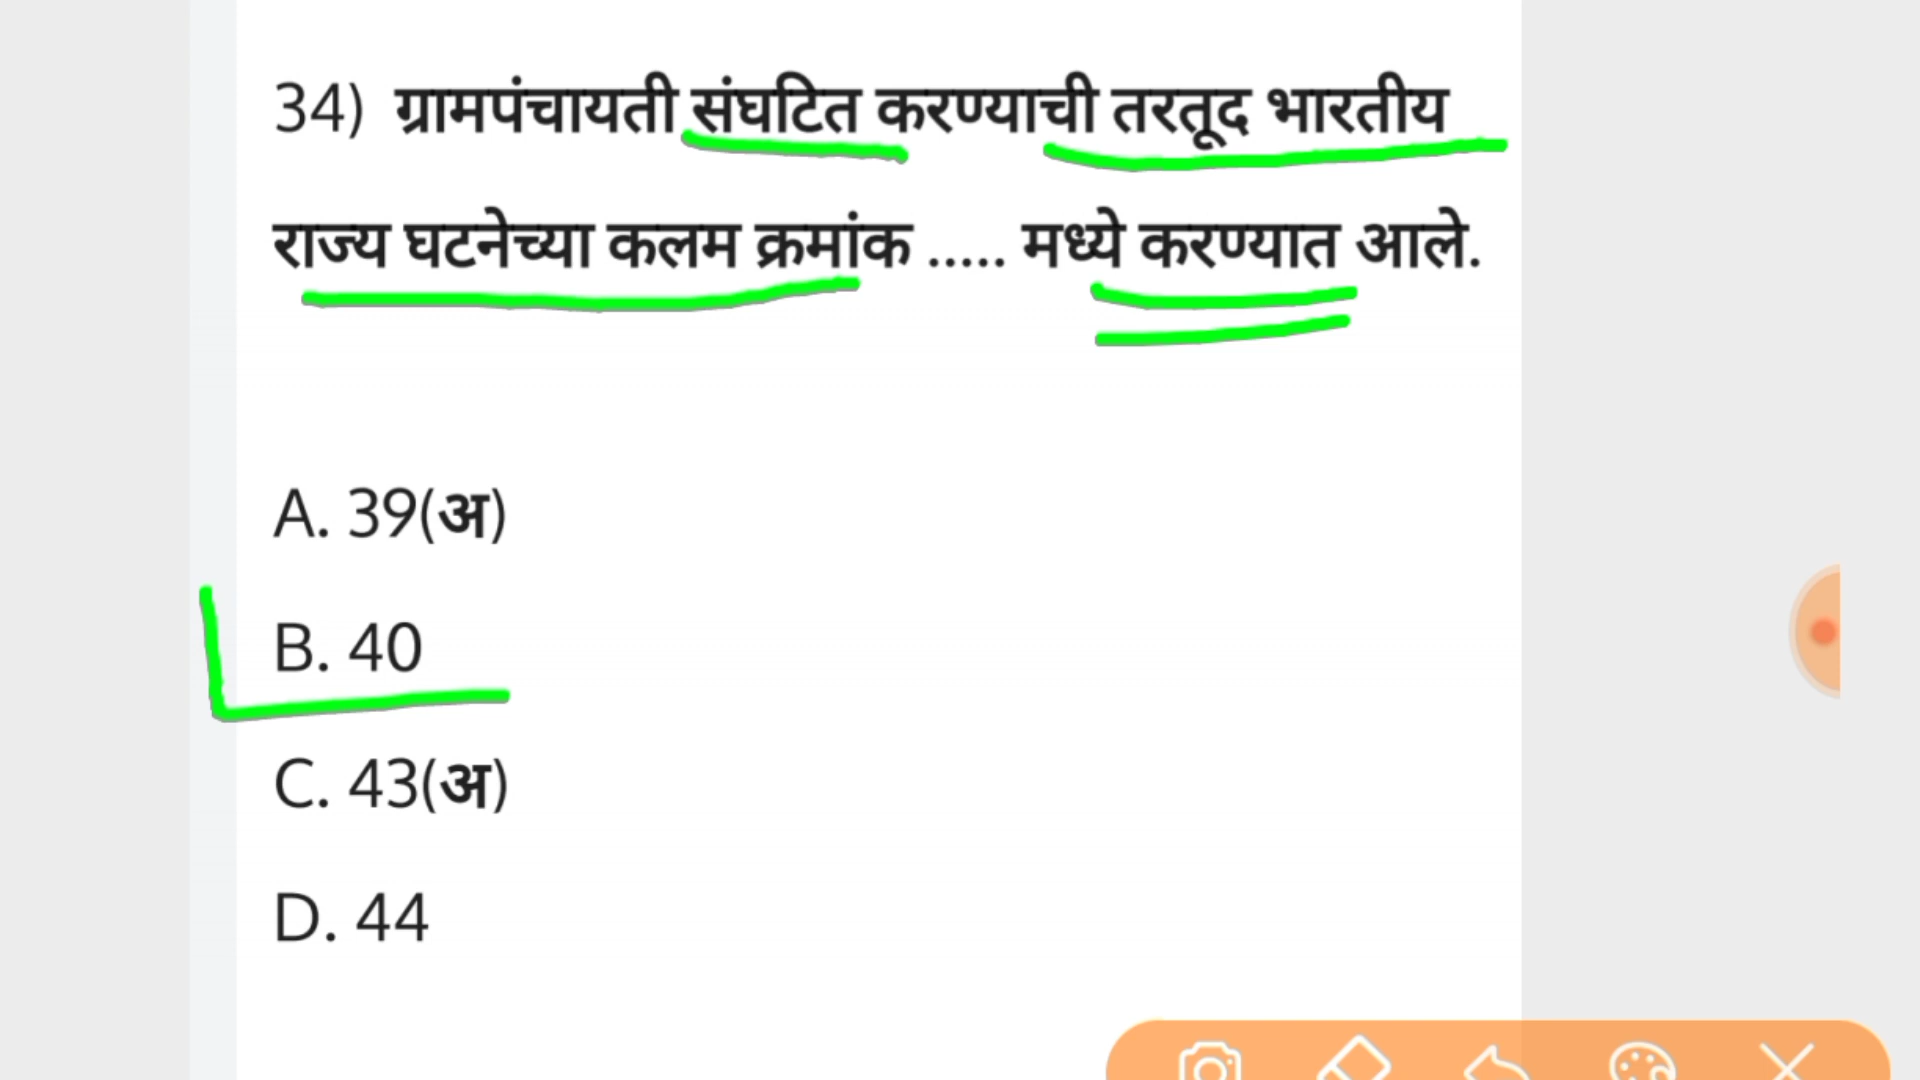 34) ग्रामपंचायती संघटित करण्याची तरतूद भारतीय
राज्य घटनेच्या कलम क्रमांक ..... मध्ये करण्यात आले.
A. 39(अ)
B. 40
C. 43(अ)
D. 44